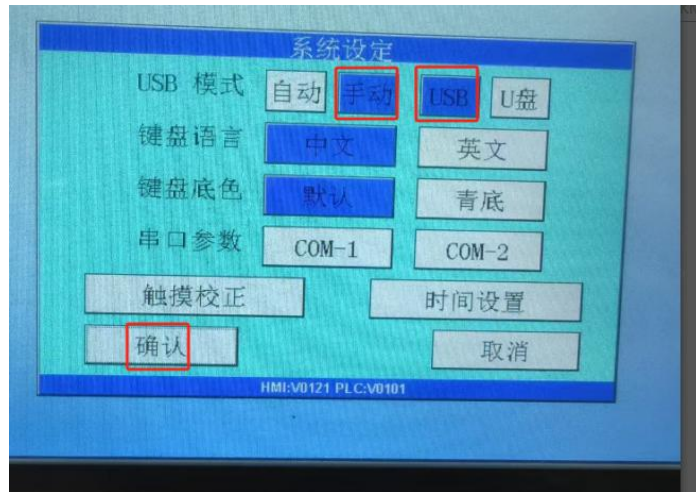 系统设定
USB 模式 自动 手动 USB U盘
键盘语言 中文 英文
键盘底色 默认 青底
串口参数 COM-1 COM-2
触摸校正 时间设置
确认 取消
HMI:V0121 PLC:V0101